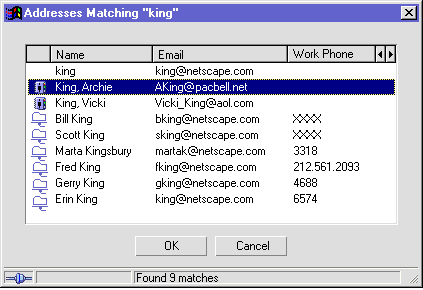 Addresses Matching "king"
Name Email Work Phone
king king@netscape.com
King, Archie AKing@pacbell.net
King, Vicki Vicki_King@aol.com
Bill King bking@netscape.com XXXX
Scott King sking@netscape.com XXXX
Marta Kingsbury martak@netscape.com 3318
Fred King fking@netscape.com 212.561.2093
Gerry King gking@netscape.com 4688
Erin King king@netscape.com 6574
OK Cancel
Found 9 matches